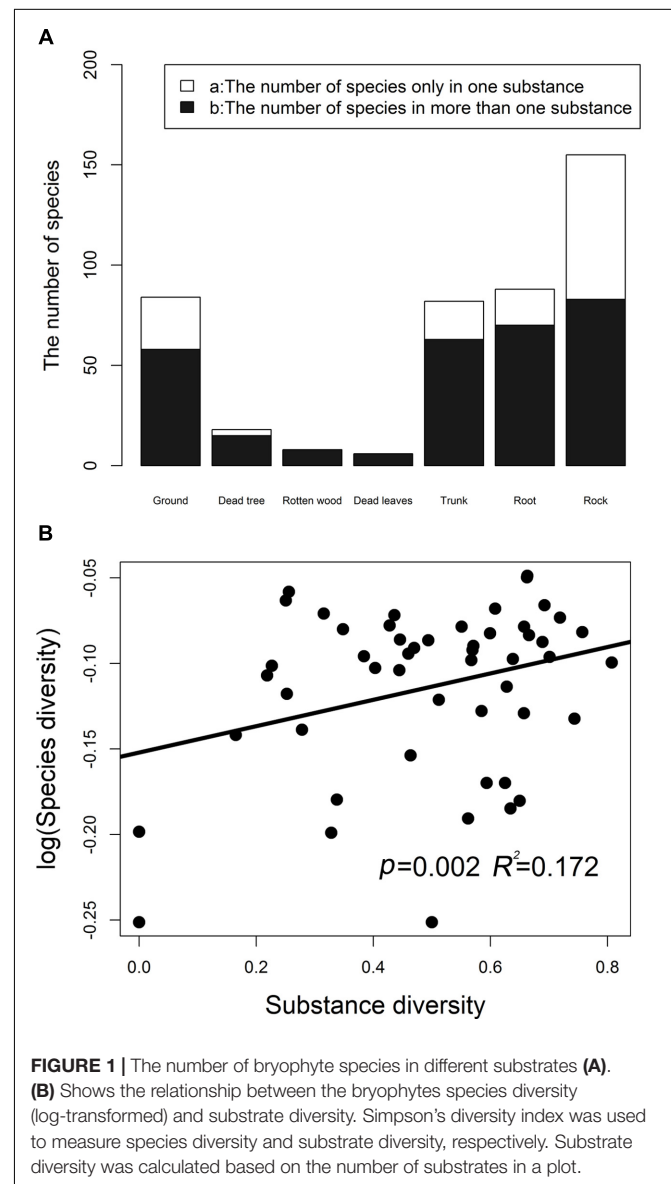 A
200
150
100
50
0
The number of species
a:The number of species only in one substance
b:The number of species in more than one substance
Ground Dead tree Rotten wood Dead leaves Trunk Root Rock
B
-0.05
-0.10
-0.15
-0.20
-0.25
log(Species diversity)
p=0.002 R²=0.172
0.0 0.2 0.4 0.6 0.8
Substance diversity
FIGURE 1 | The number of bryophyte species in different substrates (A).
(B) Shows the relationship between the bryophytes species diversity
(log-transformed) and substrate diversity. Simpson's diversity index was used
to measure species diversity and substrate diversity, respectively. Substrate
diversity was calculated based on the number of substrates in a plot.